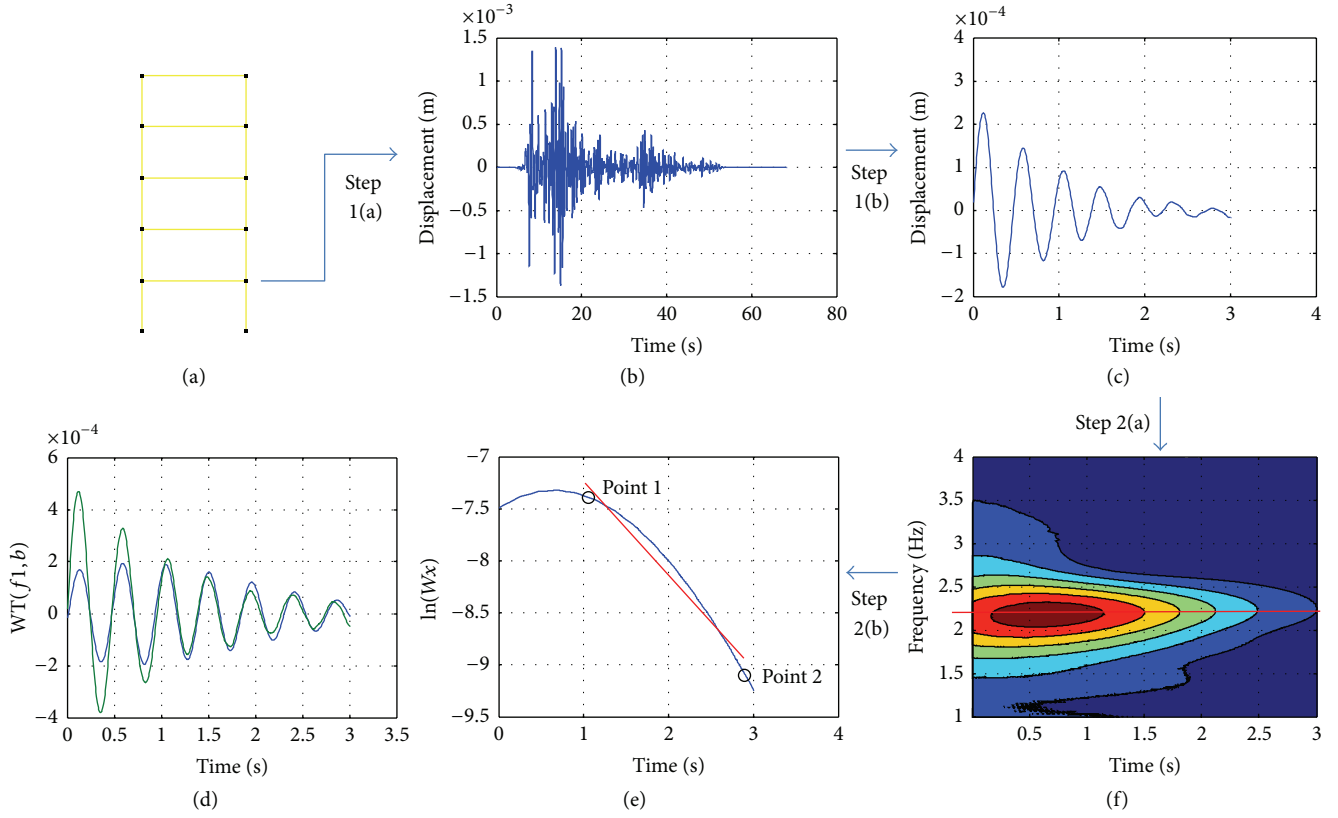 (a)
Step
1(a)
×10⁻³
1.5
1
0.5
0
−0.5
−1
−1.5
Displacement (m)
0 20 40 60 80
Time (s)
(b)
Step
1(b)
×10⁻⁴
4
3
2
1
0
−1
−2
Displacement (m)
0 1 2 3 4
Time (s)
(c)
Step 2(a)
×10⁻⁴
6
4
2
0
−2
−4
WT(f1, b)
0 0.5 1 1.5 2 2.5 3 3.5
Time (s)
(d)
−7
−7.5
−8
−8.5
−9
−9.5
ln(Wx)
Point 1
Point 2
0 1 2 3 4
Time (s)
(e)
Step
2(b)
4
3.5
3
2.5
2
1.5
1
Frequency (Hz)
0.5 1 1.5 2 2.5 3
Time (s)
(f)